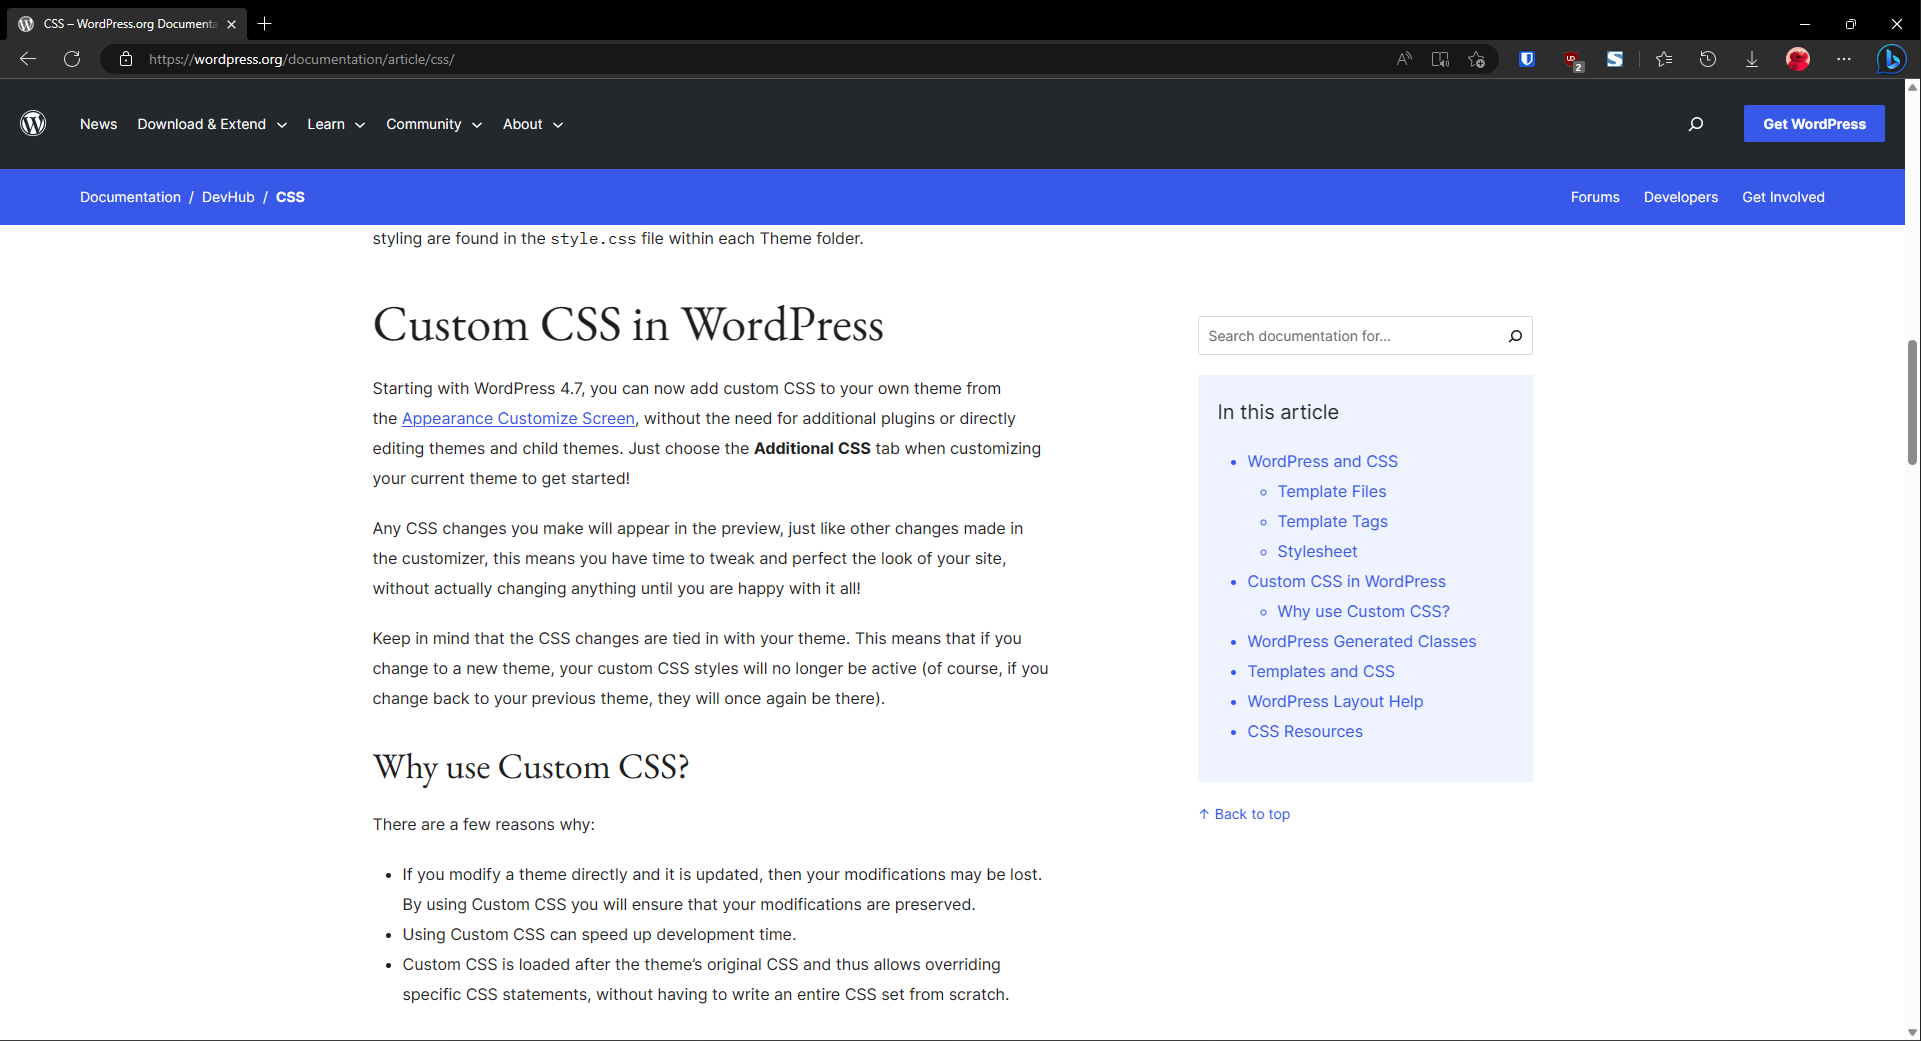 CSS – WordPress.org Documenta
https://wordpress.org/documentation/article/css/
2
News Download & Extend Learn Community About
Get WordPress
Documentation / DevHub / CSS
Forums Developers Get Involved
styling are found in the style.css file within each Theme folder.
Custom CSS in WordPress
Starting with WordPress 4.7, you can now add custom CSS to your own theme from
the Appearance Customize Screen, without the need for additional plugins or directly
editing themes and child themes. Just choose the Additional CSS tab when customizing
your current theme to get started!
Any CSS changes you make will appear in the preview, just like other changes made in
the customizer, this means you have time to tweak and perfect the look of your site,
without actually changing anything until you are happy with it all!
Keep in mind that the CSS changes are tied in with your theme. This means that if you
change to a new theme, your custom CSS styles will no longer be active (of course, if you
change back to your previous theme, they will once again be there).
Why use Custom CSS?
There are a few reasons why:
• If you modify a theme directly and it is updated, then your modifications may be lost.
By using Custom CSS you will ensure that your modifications are preserved.
• Using Custom CSS can speed up development time.
• Custom CSS is loaded after the theme’s original CSS and thus allows overriding
specific CSS statements, without having to write an entire CSS set from scratch.
Search documentation for...
In this article
• WordPress and CSS
◦ Template Files
◦ Template Tags
◦ Stylesheet
• Custom CSS in WordPress
◦ Why use Custom CSS?
• WordPress Generated Classes
• Templates and CSS
• WordPress Layout Help
• CSS Resources
↑ Back to top